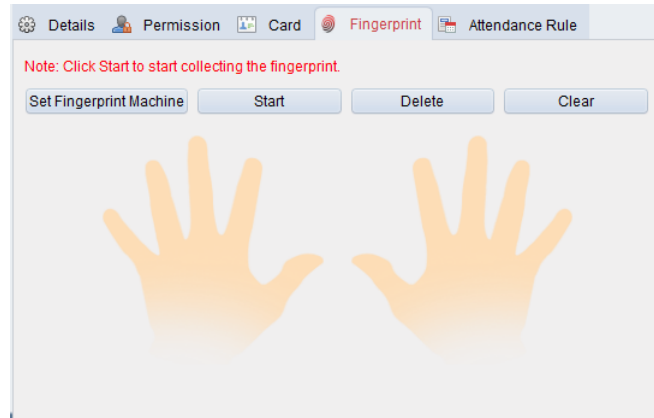 Details Permission Card Fingerprint Attendance Rule
Note: Click Start to start collecting the fingerprint.
Set Fingerprint Machine Start Delete Clear